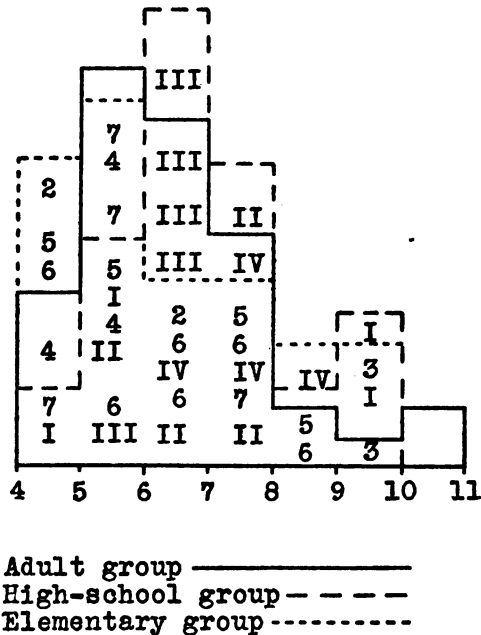 III
7
4 III
2
7 III II
5 III IV
6 5
I
4 2 5
I
4 II 6 6
IV IV IV 3
7 6 6 7 I
5
I III II II
6 3
4 5 6 7 8 9 10 11
Adult group
High-school group
Elementary group